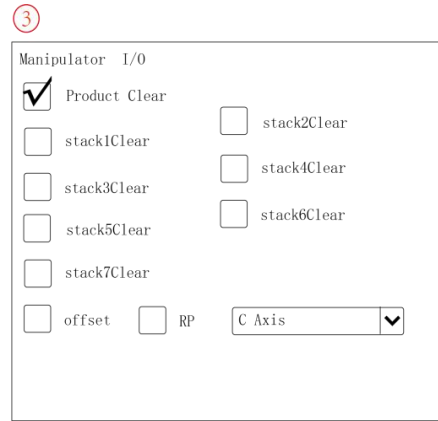 3
Manipulator I/O
Product Clear
stack1Clear stack2Clear
stack3Clear stack4Clear
stack5Clear stack6Clear
stack7Clear
offset RP C Axis